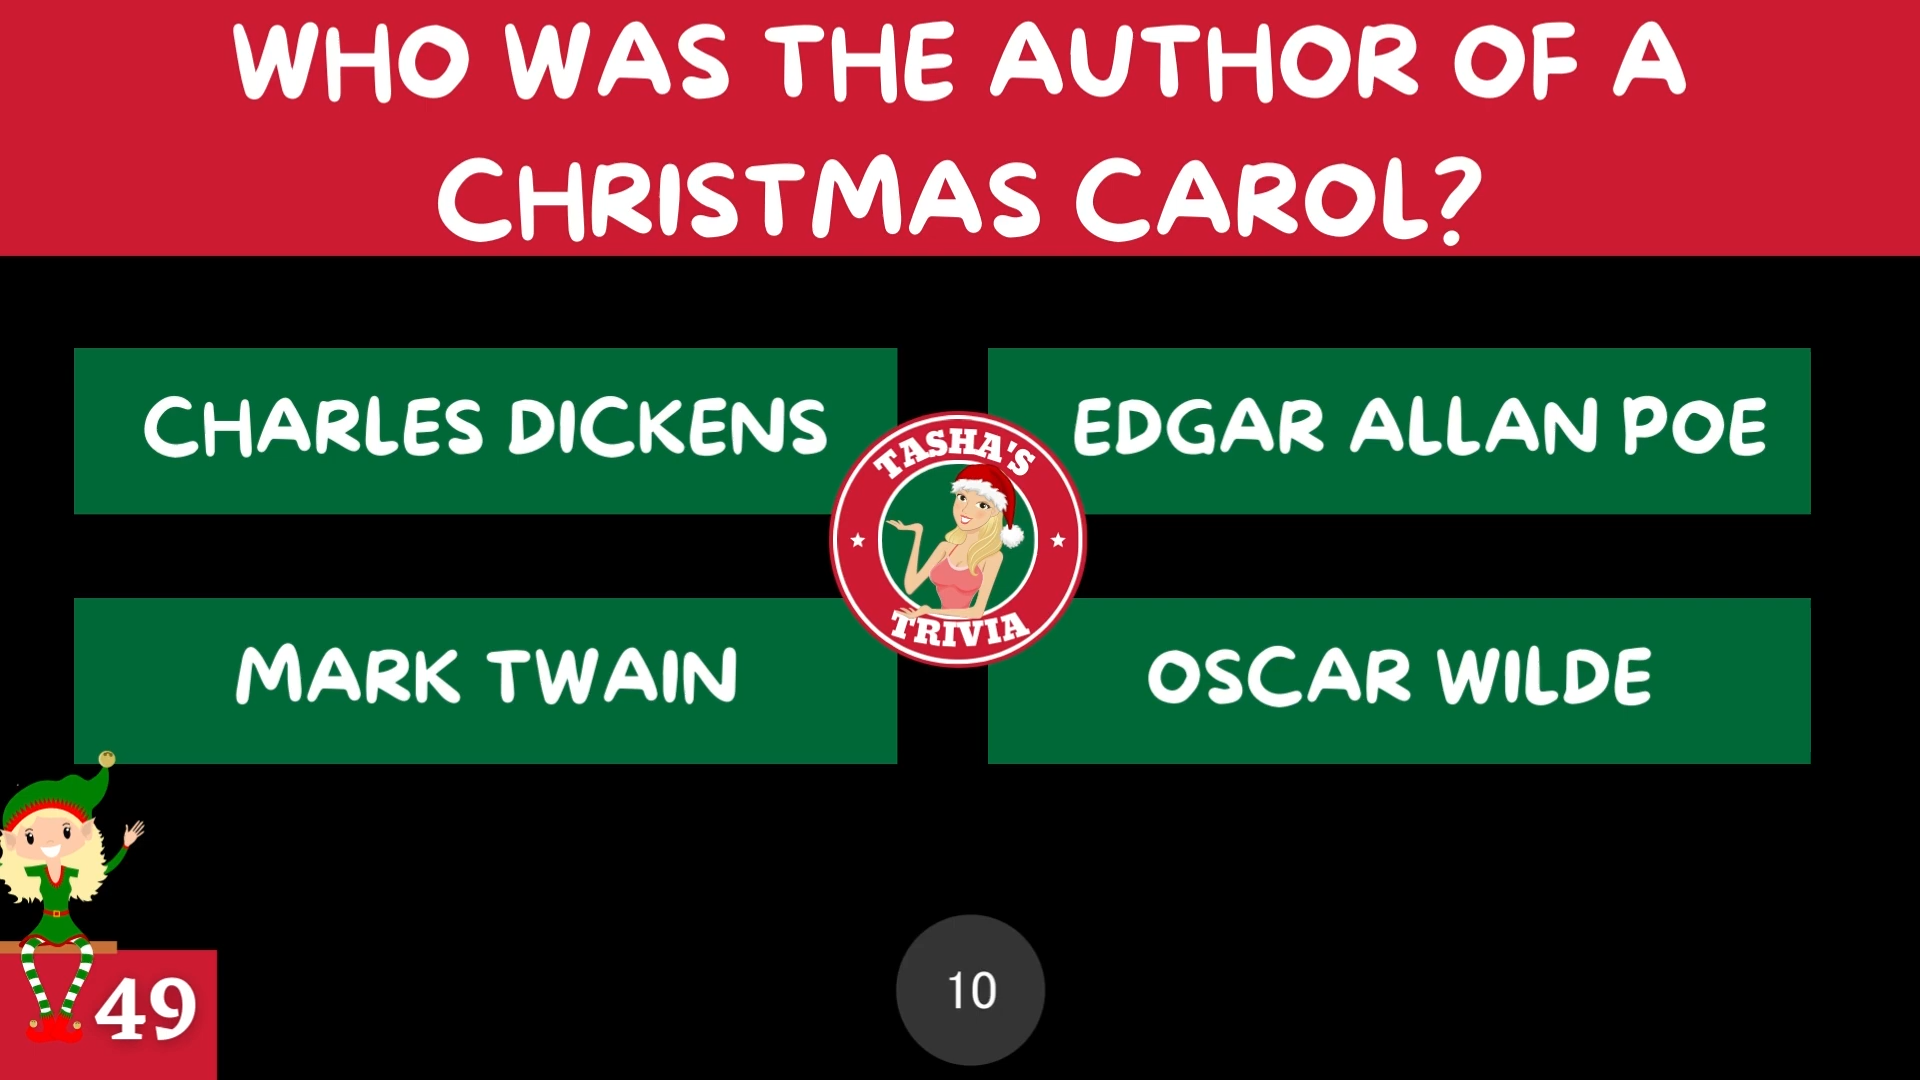 WHO WAS THE AUTHOR OF A
CHRISTMAS CAROL?
CHARLES DICKENS
EDGAR ALLAN POE
TASHA'S
TRIVIA
MARK TWAIN
OSCAR WILDE
49
10